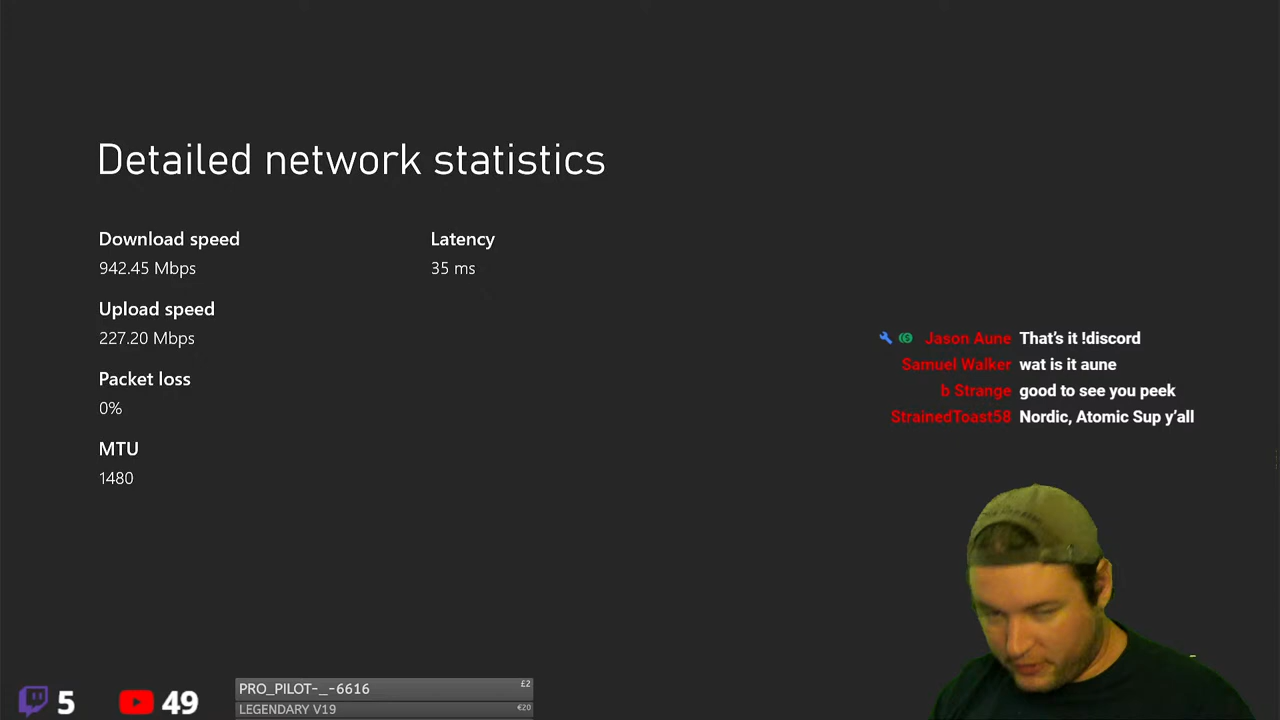 Detailed network statistics
Download speed
942.45 Mbps
Latency
35 ms
Upload speed
227.20 Mbps
Packet loss
0%
MTU
1480
Jason Aune That’s it !discord
Samuel Walker wat is it aune
b Strange good to see you peek
StrainedToast58 Nordic, Atomic Sup y’all
5
49
PRO_PILOT-_-6616 £2
LEGENDARY V19 €20